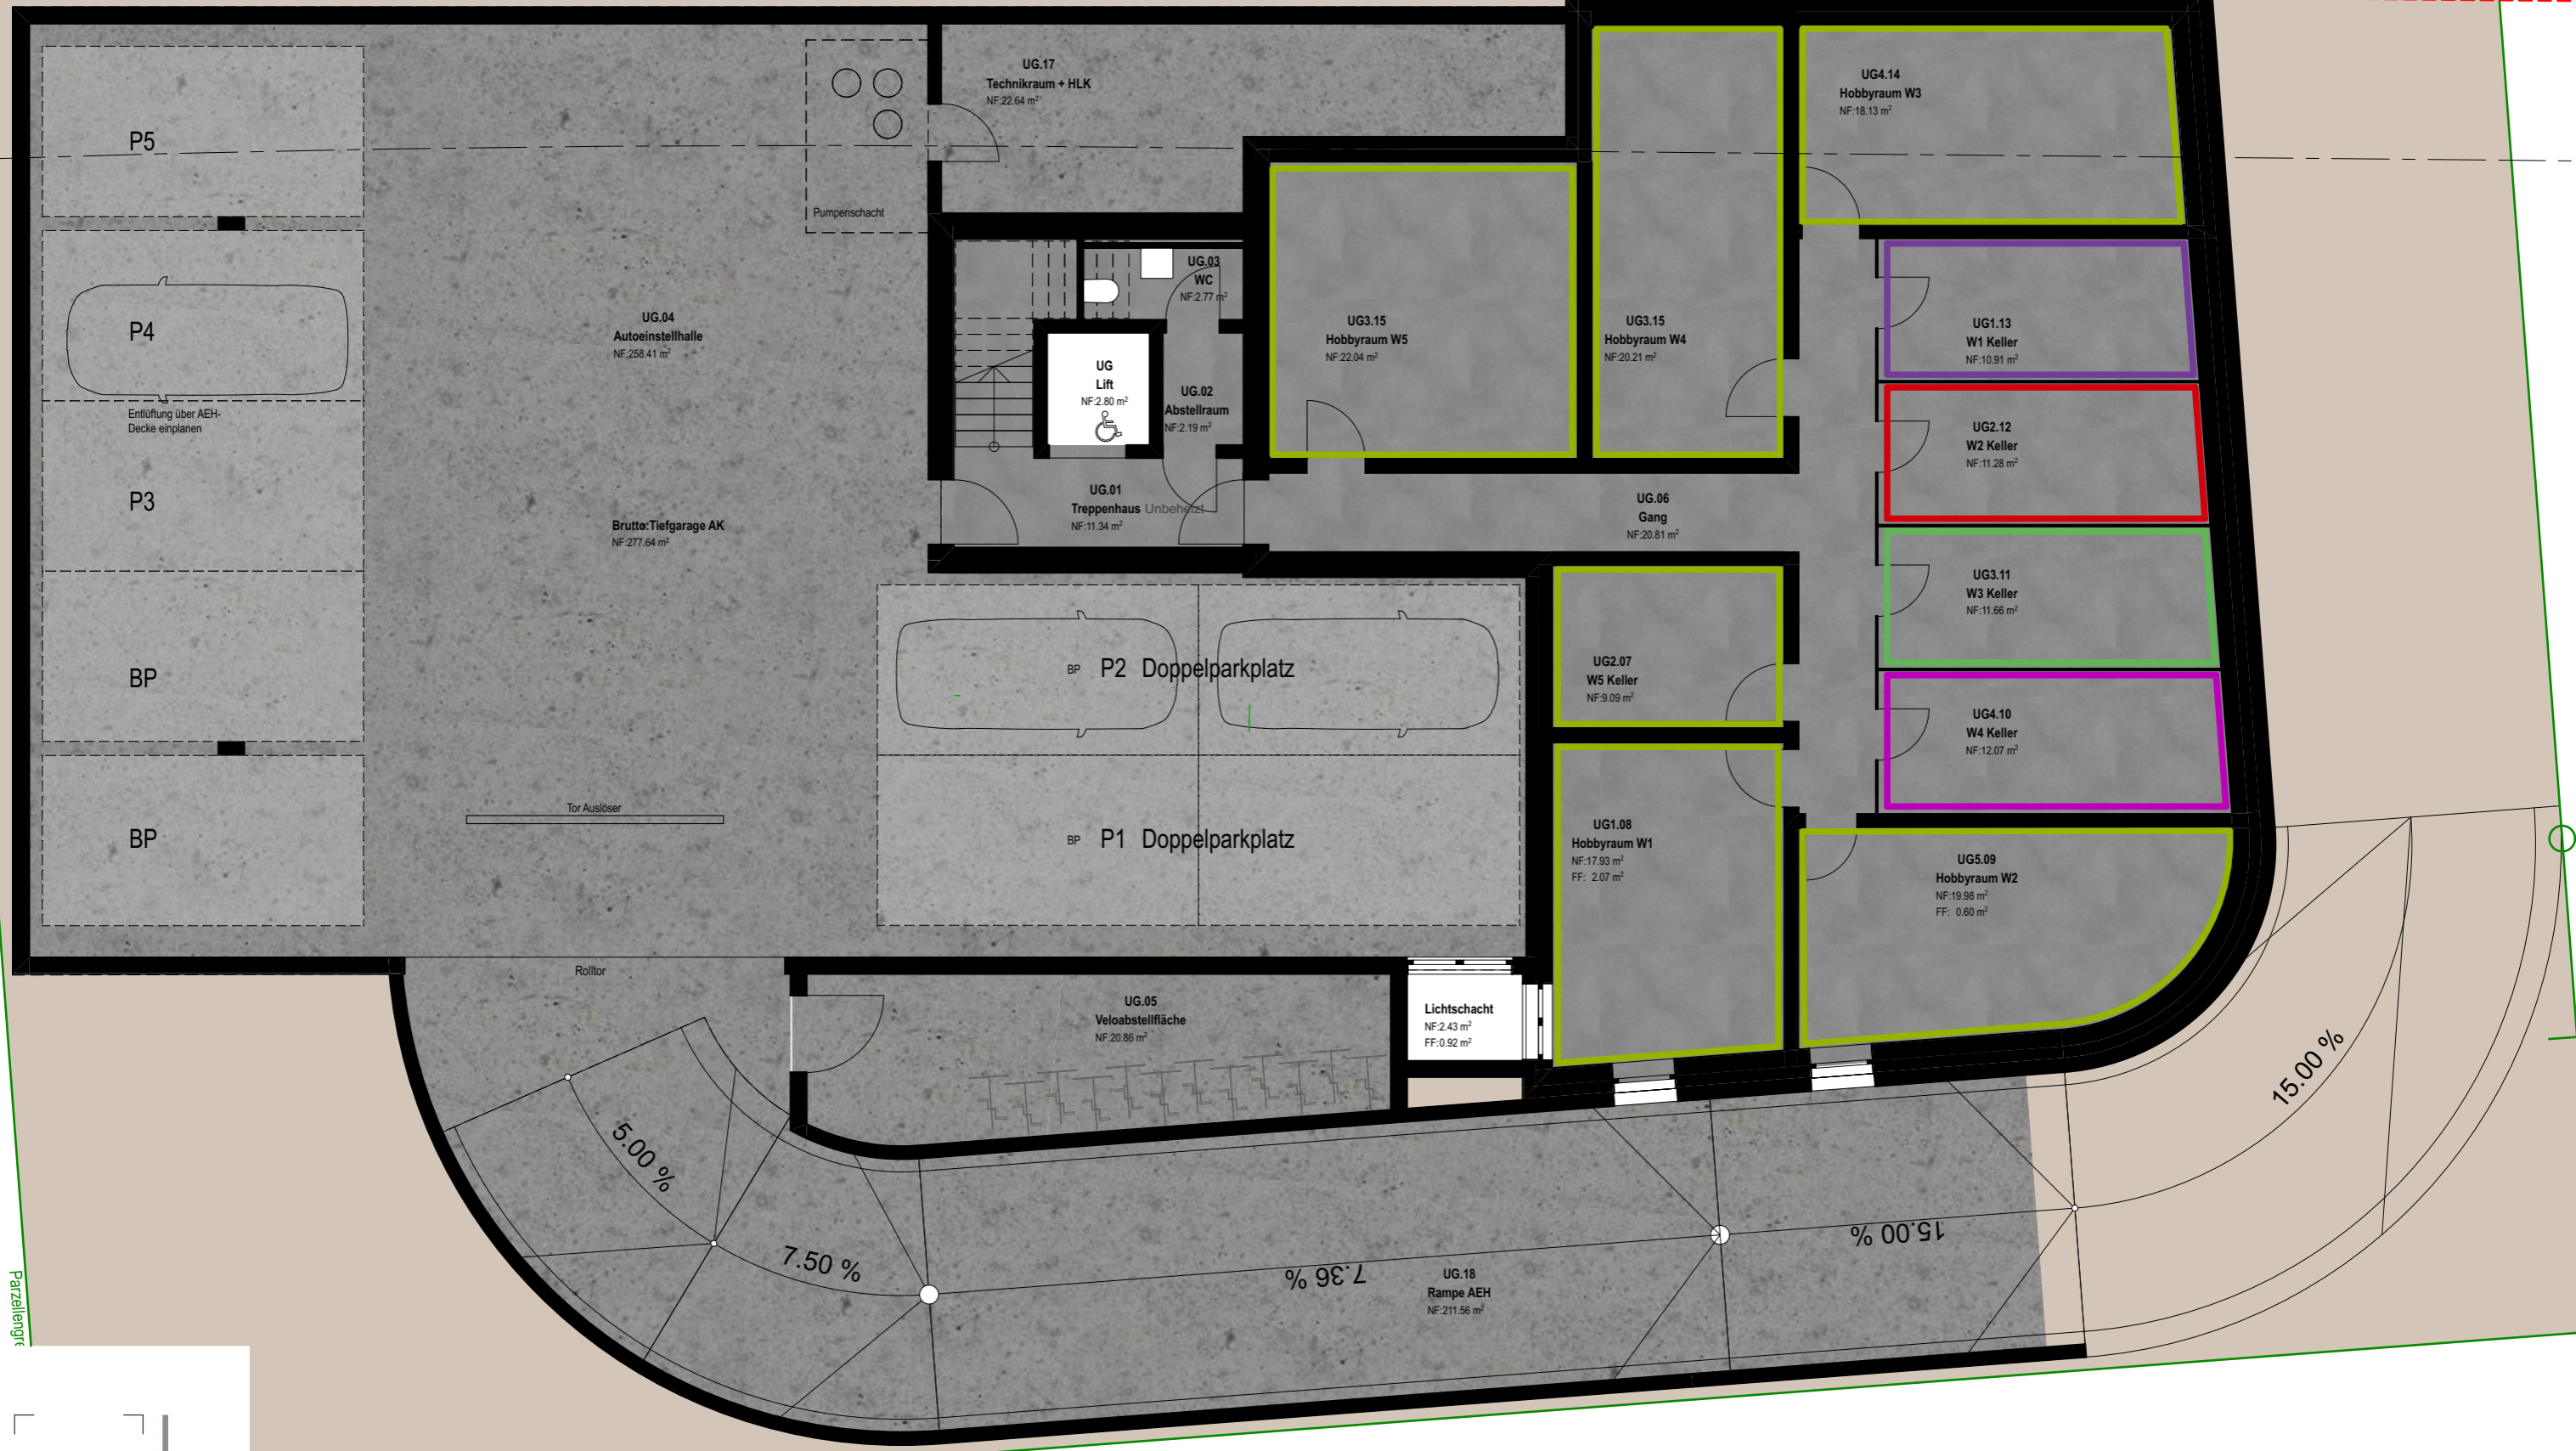 UG.17
Technikraum + HLK
NF:22.64 m²
UG4.14
Hobbyraum W3
NF:18.13 m²
P5
Pumpenschacht
UG.03
WC
NF:2.77 m²
UG.04
Autoeinstellhalle
NF:258.41 m²
P4
Entlüftung über AEH-
Decke einplanen
UG
Lift
NF:2.80 m²
UG.02
Abstellraum
NF:2.19 m²
UG3.15
Hobbyraum W5
NF:22.04 m²
UG3.15
Hobbyraum W4
NF:20.21 m²
UG1.13
W1 Keller
NF:10.91 m²
UG2.12
W2 Keller
NF:11.28 m²
P3
Brutto:Tiefgarage AK
NF:277.64 m²
UG.01
Treppenhaus Unbeheizt
NF:11.34 m²
UG.06
Gang
NF:20.81 m²
UG3.11
W3 Keller
NF:11.66 m²
BP
BP P2 Doppelparkplatz
UG2.07
W5 Keller
NF:9.09 m²
UG4.10
W4 Keller
NF:12.07 m²
Tor Auslöser
BP
BP P1 Doppelparkplatz
UG1.08
Hobbyraum W1
NF:17.93 m²
FF: 2.07 m²
UG5.09
Hobbyraum W2
NF:19.98 m²
FF: 0.60 m²
Rolltor
UG.05
Veloabstellfläche
NF:20.86 m²
Lichtschacht
NF:2.43 m²
FF:0.92 m²
15.00 %
5.00 %
7.50 %
7.36 %
15.00 %
UG.18
Rampe AEH
NF:211.56 m²
Parzellengre